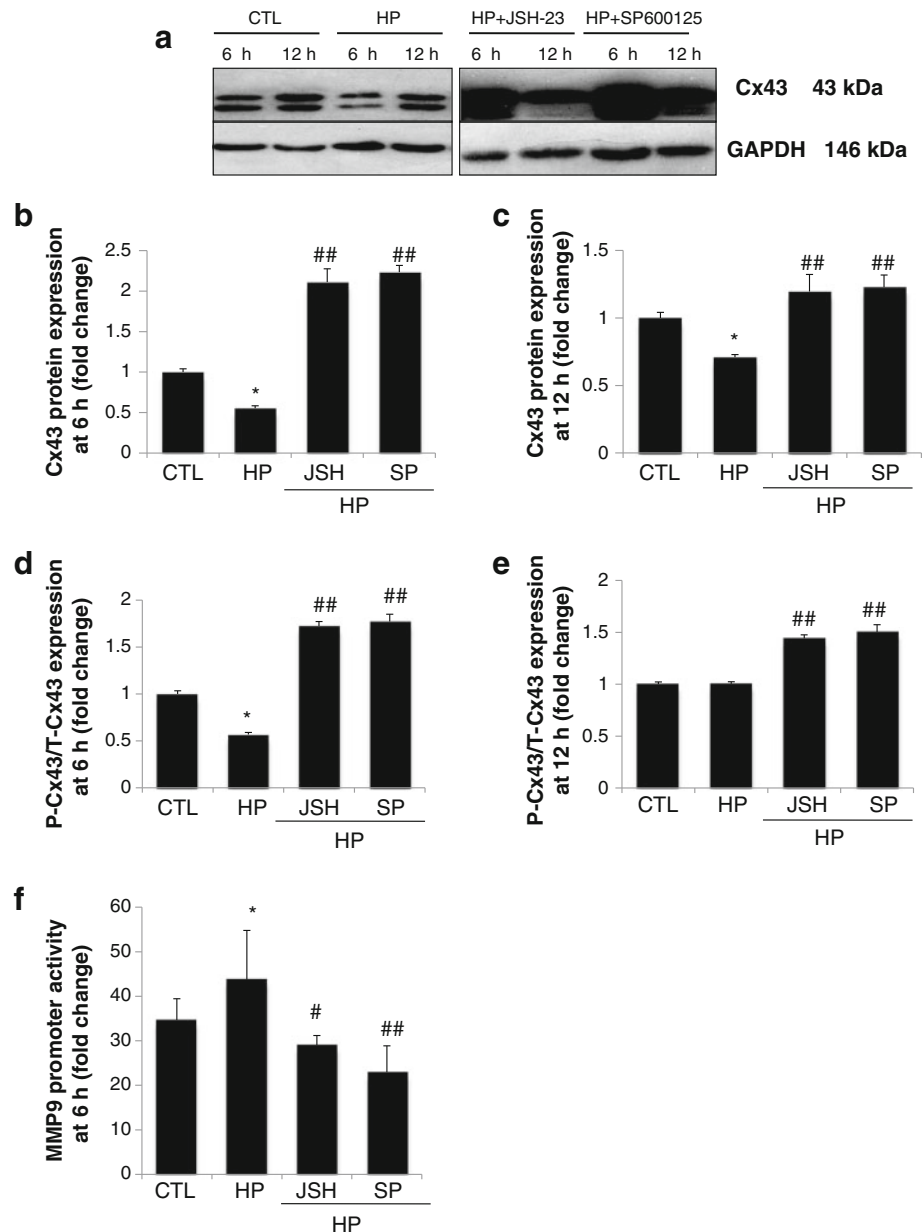 a
CTL HP HP+JSH-23 HP+SP600125
6 h 12 h 6 h 12 h 6 h 12 h 6 h 12 h
Cx43 43 kDa
GAPDH 146 kDa
b
Cx43 protein expression
at 6 h (fold change)
2.5
2
1.5
1
0.5
0
*
##
##
CTL HP JSH SP
HP
c
Cx43 protein expression
at 12 h (fold change)
1.5
1
0.5
0
*
##
##
CTL HP JSH SP
HP
d
P-Cx43/T-Cx43 expression
at 6 h (fold change)
2
1.5
1
0.5
0
*
##
##
CTL HP JSH SP
HP
e
P-Cx43/T-Cx43 expression
at 12 h (fold change)
2
1.5
1
0.5
0
##
##
CTL HP JSH SP
HP
f
MMP9 promoter activity
at 6 h (fold change)
60
50
40
30
20
10
0
*
#
##
CTL HP JSH SP
HP